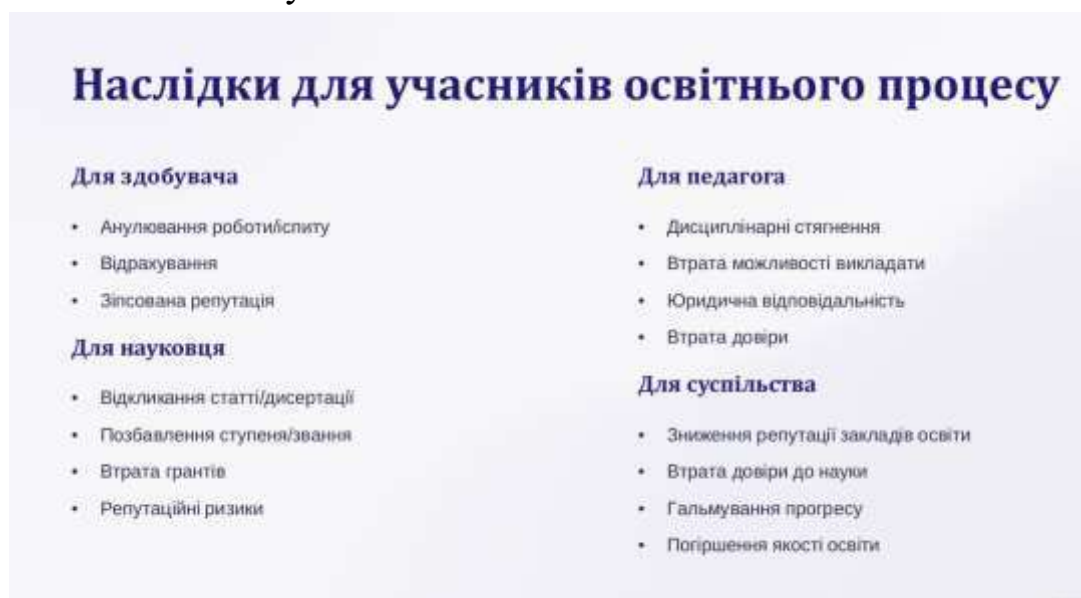 Наслідки для учасників освітнього процесу
Для здобувача
• Анулювання роботи/іспиту
• Відрахування
• Зіпсована репутація
Для науковця
• Відкликання статті/дисертації
• Позбавлення ступеня/звання
• Втрата грантів
• Репутаційні ризики
Для педагога
• Дисциплінарні стягнення
• Втрата можливості викладати
• Юридична відповідальність
• Втрата довіри
Для суспільства
• Зниження репутації закладів освіти
• Втрата довіри до науки
• Гальмування прогресу
• Погіршення якості освіти